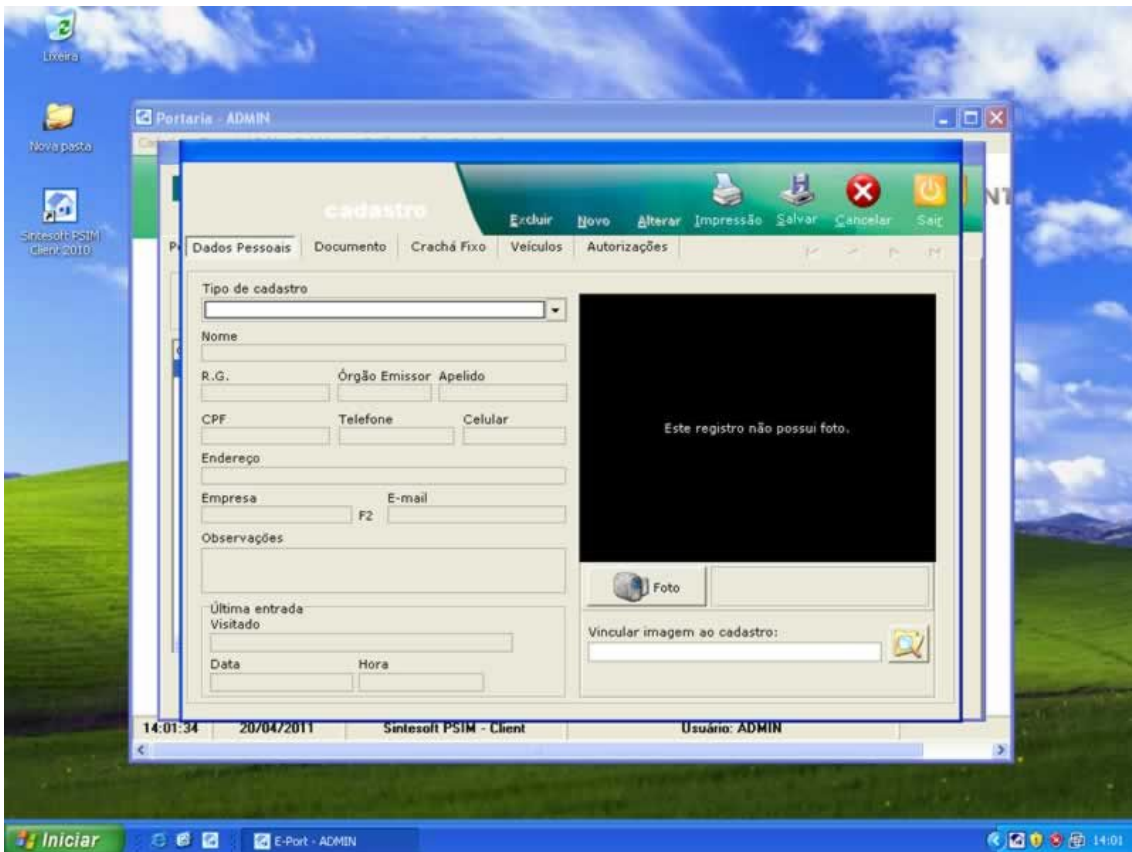 Lixeira
Nova pasta
Sintesoft PSIM
Client 2010
Portaria - ADMIN
cadastro
Excluir Novo Alterar Impressão Salvar Cancelar Sair
Dados Pessoais Documento Crachá Fixo Veículos Autorizações
Tipo de cadastro
Nome
R.G. Órgão Emissor Apelido
CPF Telefone Celular
Este registro não possui foto.
Endereço
Empresa E-mail
F2
Observações
Foto
Última entrada
Visitado
Vincular imagem ao cadastro:
Data Hora
14:01:34 20/04/2011 Sintesoft PSIM - Client Usuário: ADMIN
Iniciar E-Port - ADMIN 14:01